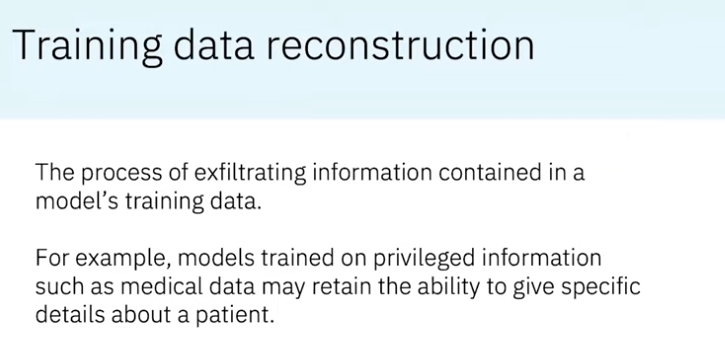 Training data reconstruction
The process of exfiltrating information contained in a
model’s training data.
For example, models trained on privileged information
such as medical data may retain the ability to give specific
details about a patient.